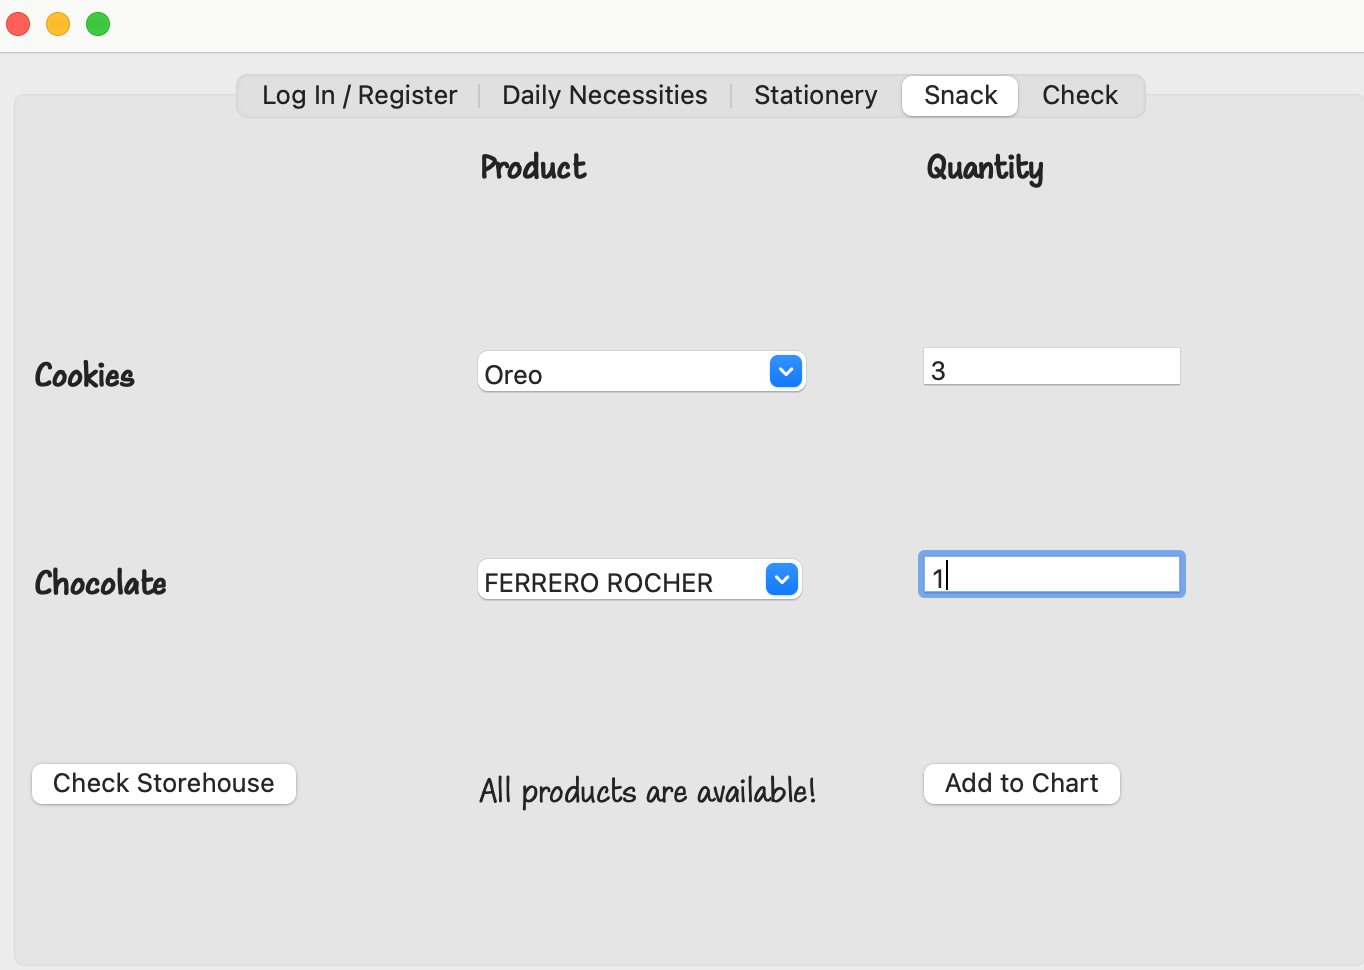 Log In / Register Daily Necessities Stationery Snack Check
Product Quantity
Cookies Oreo 3
Chocolate FERRERO ROCHER 1
Check Storehouse All products are available! Add to Chart